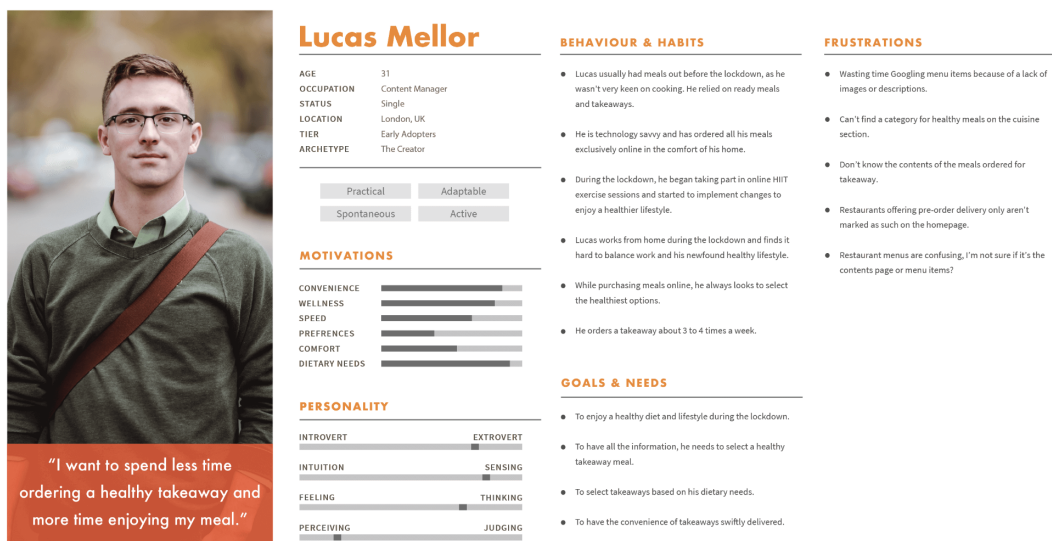 "I want to spend less time
ordering a healthy takeaway and
more time enjoying my meal."
Lucas Mellor
AGE 31
OCCUPATION Content Manager
STATUS Single
LOCATION London, UK
TIER Early Adopters
ARCHETYPE The Creator
Practical Adaptable
Spontaneous Active
MOTIVATIONS
CONVENIENCE
WELLNESS
SPEED
PREFRENCES
COMFORT
DIETARY NEEDS
PERSONALITY
INTROVERT EXTROVERT
INTUITION SENSING
FEELING THINKING
PERCEIVING JUDGING
BEHAVIOUR & HABITS
● Lucas usually had meals out before the lockdown, as he
wasn't very keen on cooking. He relied on ready meals
and takeaways.
● He is technology savvy and has ordered all his meals
exclusively online in the comfort of his home.
● During the lockdown, he began taking part in online HIIT
exercise sessions and started to implement changes to
enjoy a healthier lifestyle.
● Lucas works from home during the lockdown and finds it
hard to balance work and his newfound healthy lifestyle.
● While purchasing meals online, he always looks to select
the healthiest options.
● He orders a takeaway about 3 to 4 times a week.
GOALS & NEEDS
● To enjoy a healthy diet and lifestyle during the lockdown.
● To have all the information, he needs to select a healthy
takeaway meal.
● To select takeaways based on his dietary needs.
● To have the convenience of takeaways swiftly delivered.
FRUSTRATIONS
● Wasting time Googling menu items because of a lack of
images or descriptions.
● Can't find a category for healthy meals on the cuisine
section.
● Don't know the contents of the meals ordered for
takeaway.
● Restaurants offering pre-order delivery only aren't
marked as such on the homepage.
● Restaurant menus are confusing, I'm not sure if it's the
contents page or menu items?